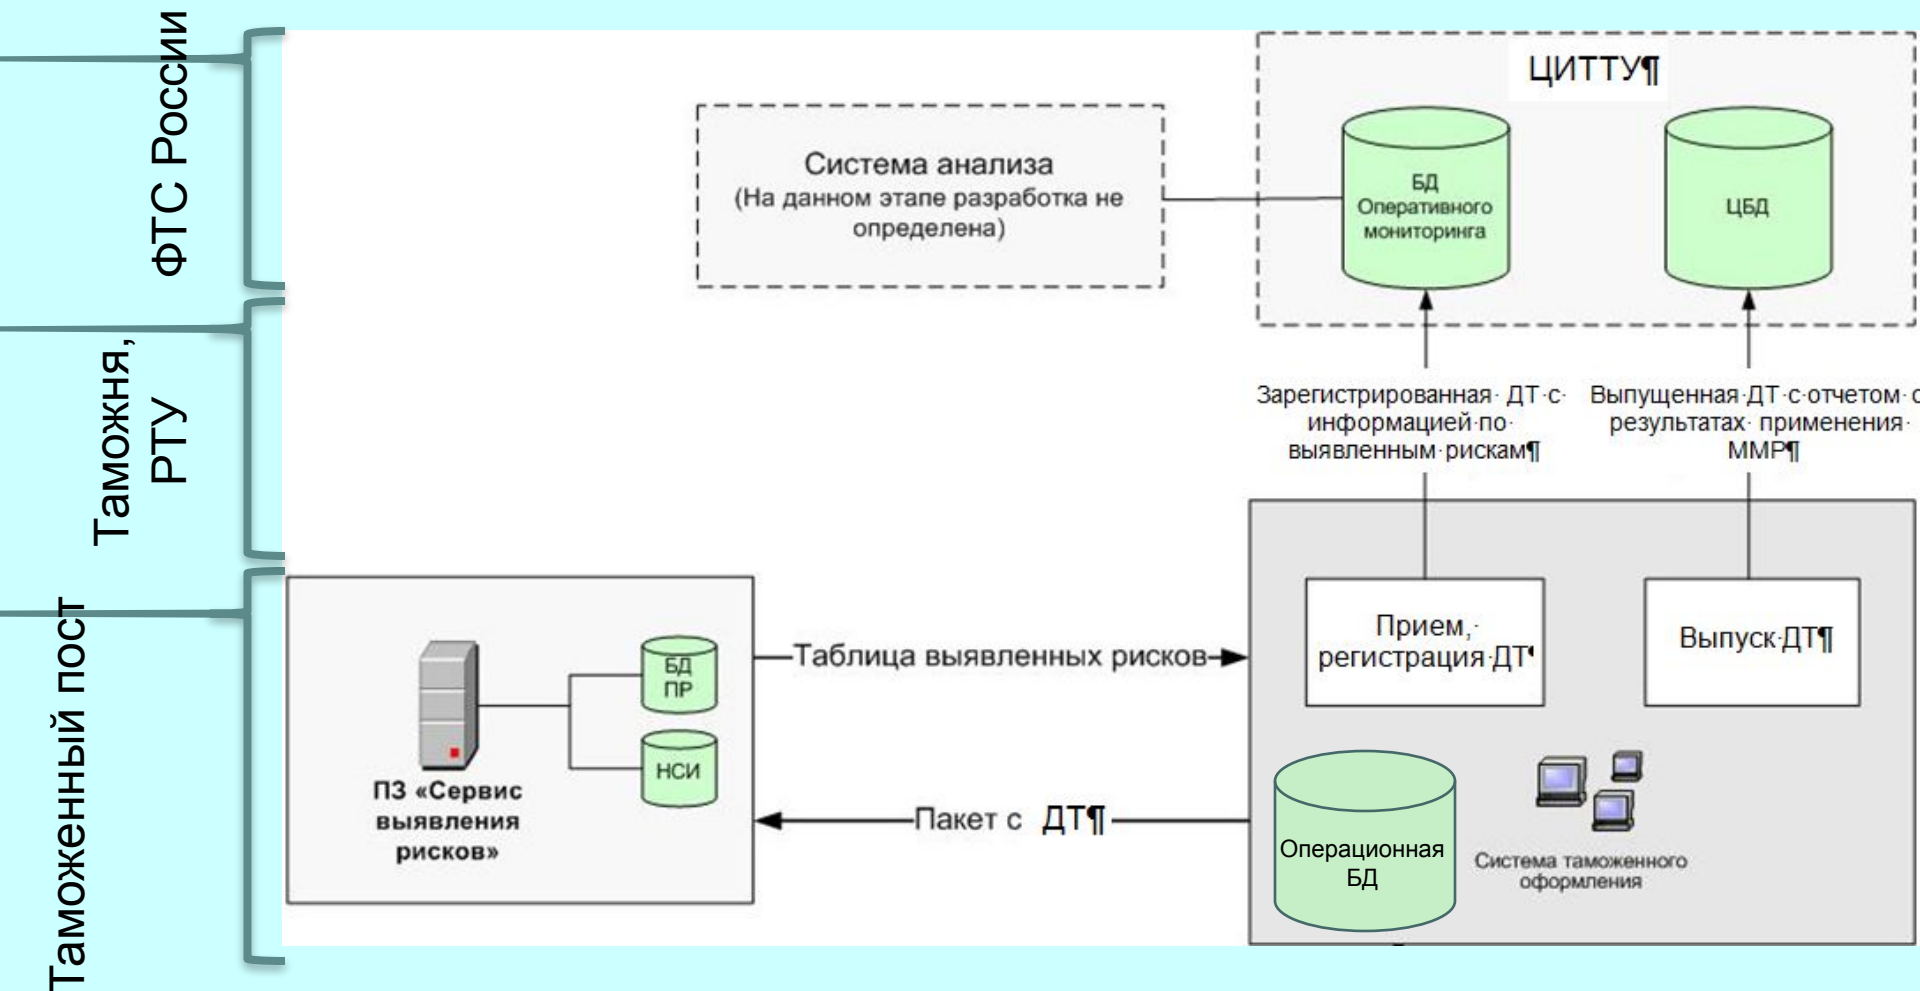 ФТС России
ЦИТТУ¶
Система анализа
(На данном этапе разработка не
определена)
БД
Оперативного
мониторинга
ЦБД
Таможня,
РТУ
Зарегистрированная· ДТ·с·
информацией·по·
выявленным·рискам¶
Выпущенная·ДТ·с·отчетом·о
результатах· применения·
ММР¶
Таможенный пост
БД
ПР
НСИ
ПЗ «Сервис
выявления
рисков»
Таблица выявленных рисков
Пакет с ДТ¶
Прием,·
регистрация·ДТ¶
Выпуск·ДТ¶
Операционная
БД
Система таможенного
оформления